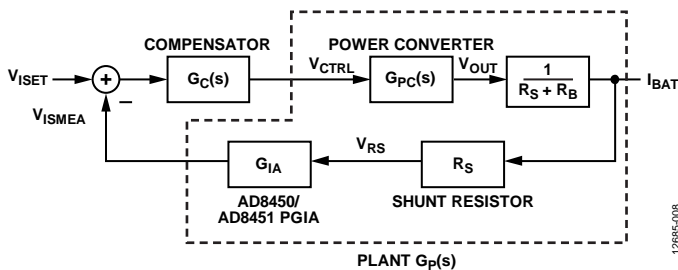 COMPENSATOR
POWER CONVERTER
VISET
+
−
GC(s)
VCTRL
GPC(s)
VOUT
1
RS + RB
IBAT
VISMEA
GIA
VRS
RS
AD8450/
AD8451 PGIA
SHUNT RESISTOR
PLANT GP(s)
12685-008